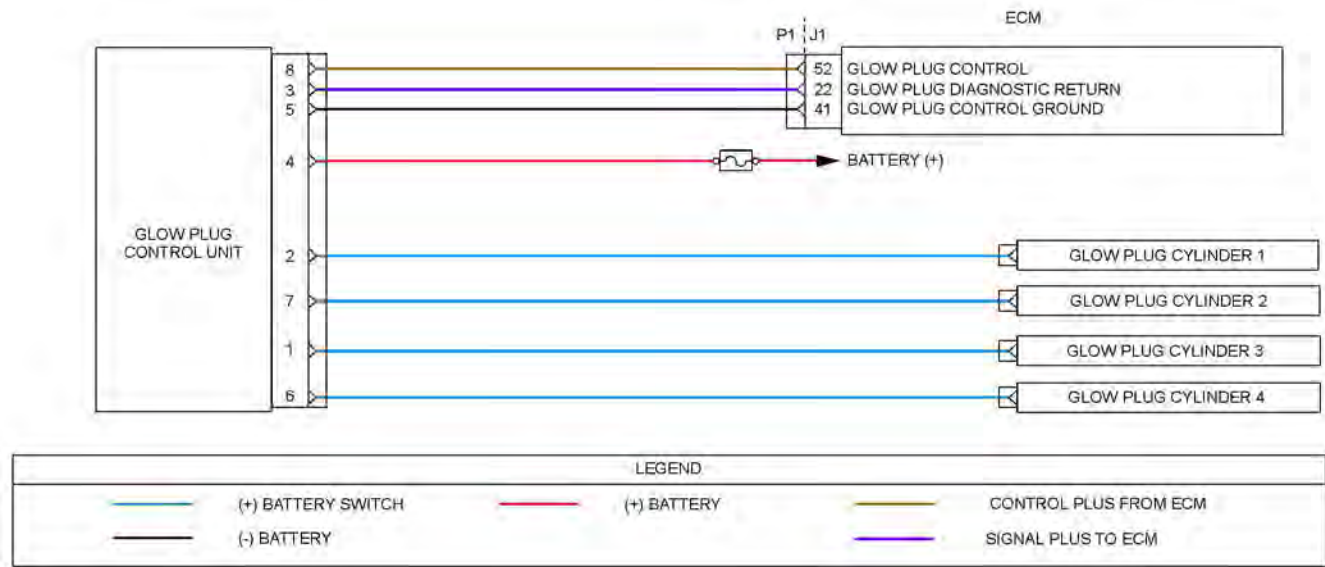 ECM
P1 J1
8 52 GLOW PLUG CONTROL
3 22 GLOW PLUG DIAGNOSTIC RETURN
5 41 GLOW PLUG CONTROL GROUND
4 BATTERY (+)
GLOW PLUG
CONTROL UNIT
2 GLOW PLUG CYLINDER 1
7 GLOW PLUG CYLINDER 2
1 GLOW PLUG CYLINDER 3
6 GLOW PLUG CYLINDER 4
LEGEND
(+) BATTERY SWITCH (+) BATTERY CONTROL PLUS FROM ECM
(-) BATTERY SIGNAL PLUS TO ECM